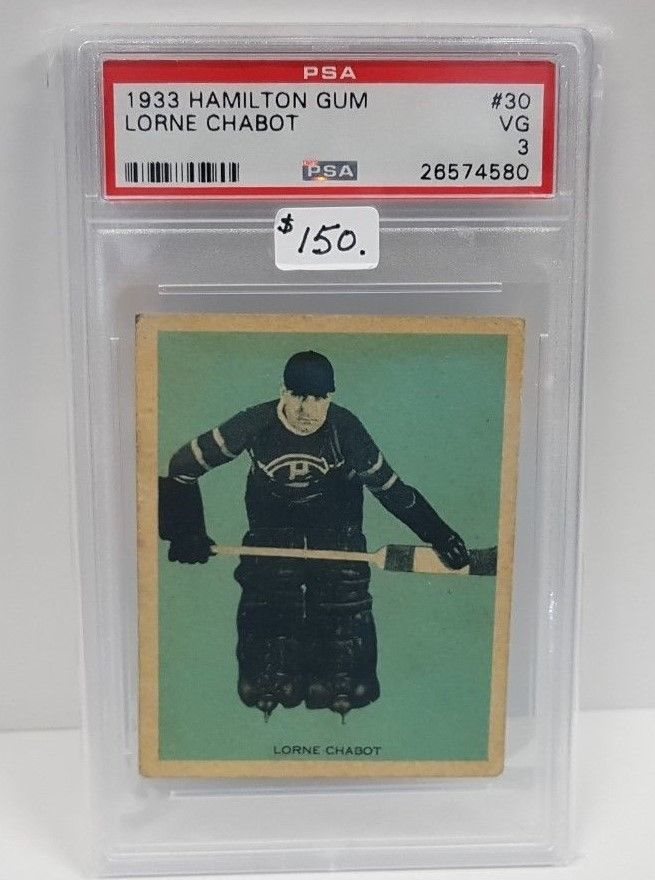 PSA
1933 HAMILTON GUM #30
LORNE CHABOT VG
3
PSA 26574580
$150.
LORNE CHABOT